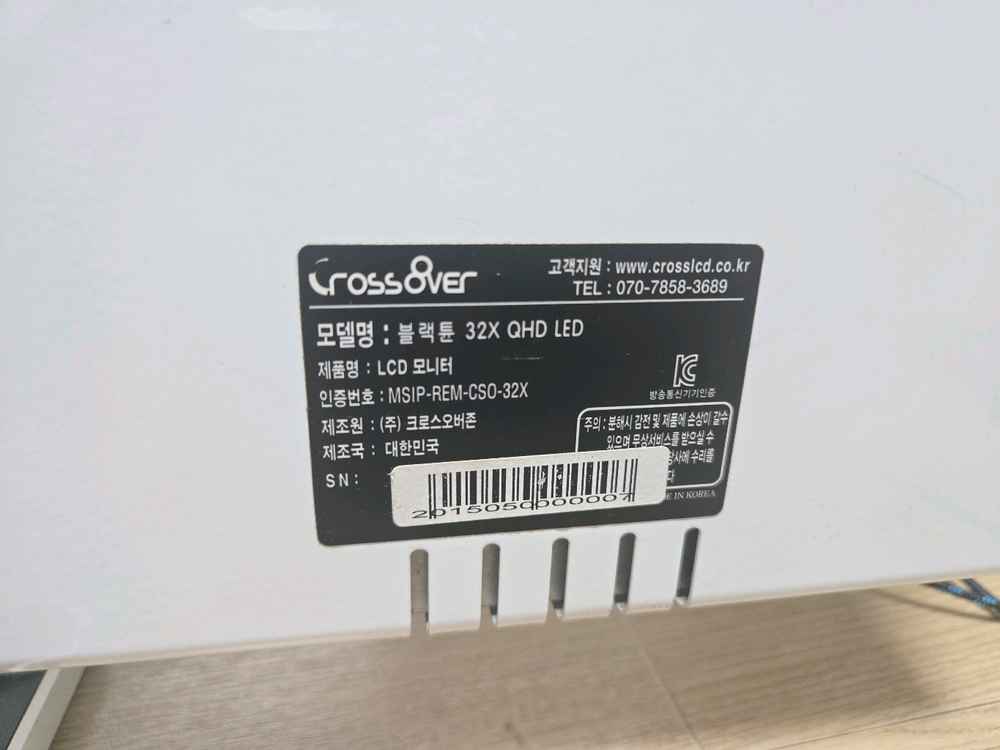 CrossOver
고객지원 : www.crosslcd.co.kr
TEL : 070-7858-3689
모델명 : 블랙튠 32X QHD LED
제품명 : LCD 모니터
인증번호 : MSIP-REM-CSO-32X
제조원 : (주) 크로스오버존
제조국 : 대한민국
SN :
KC
방송통신기기인증
주의 : 분해시 감전 및 제품에 손상이 갈수
있으며 무상서비스를 받으실 수
수리를
IN KOREA